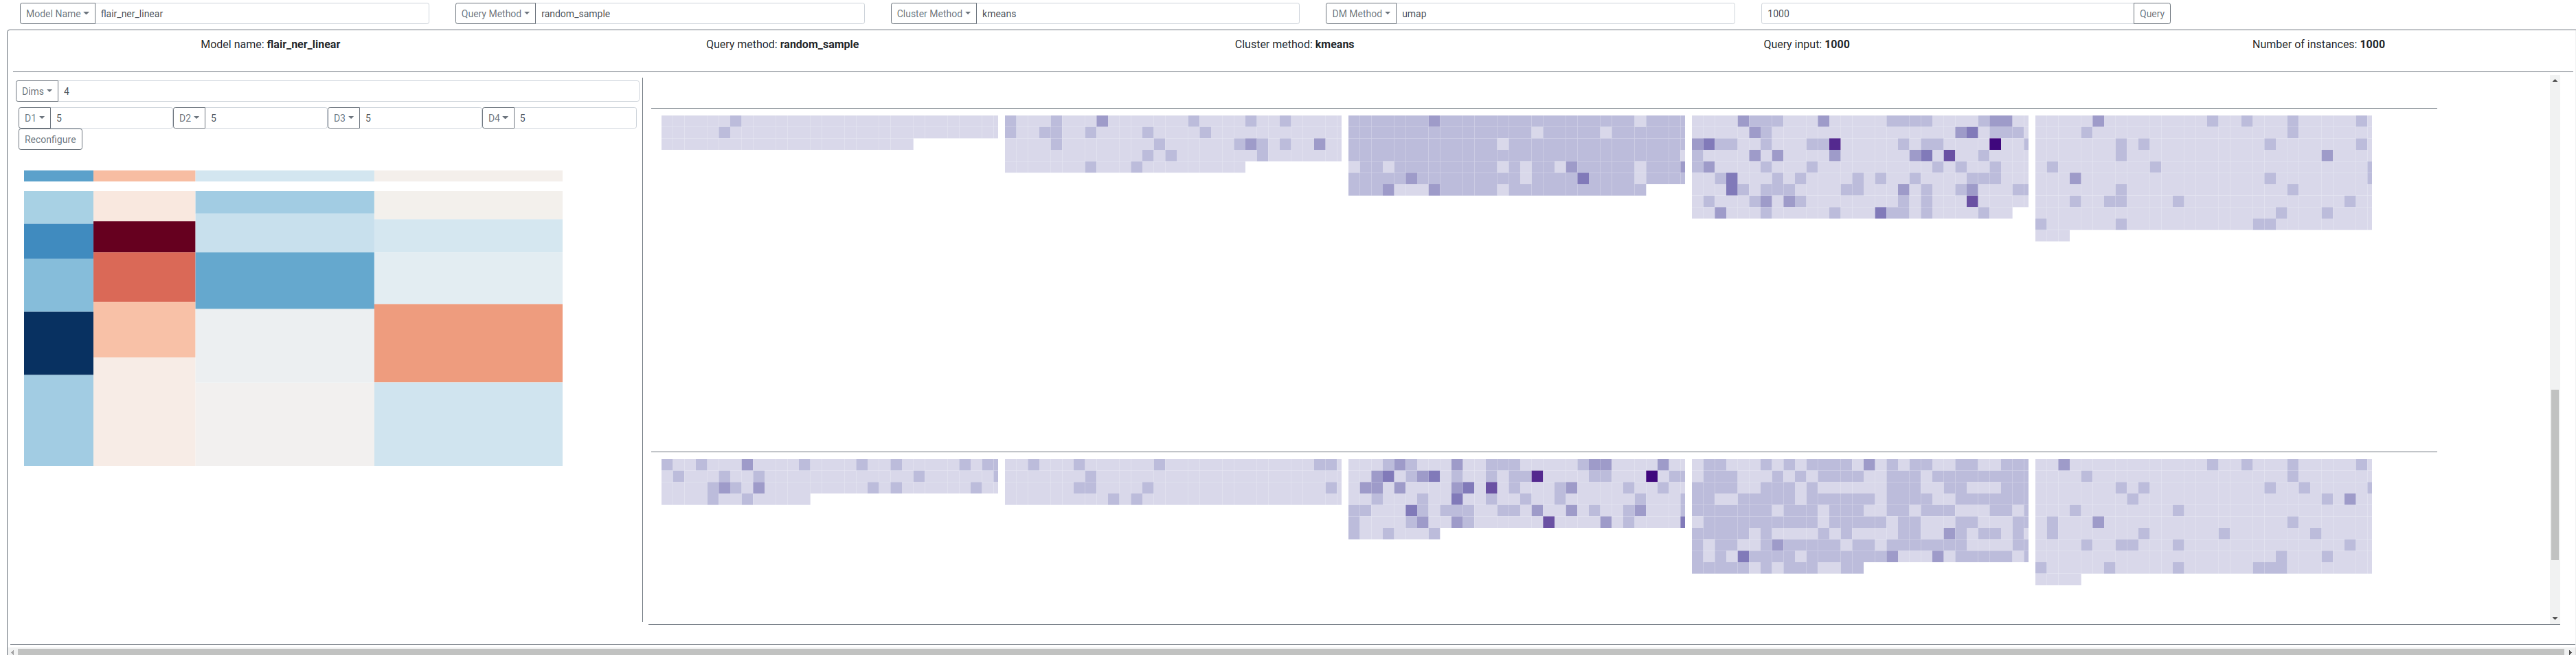 Model Name flair_ner_linear Query Method random_sample Cluster Method kmeans DM Method umap 1000 Query
Model name: flair_ner_linear Query method: random_sample Cluster method: kmeans Query input: 1000 Number of instances: 1000
Dims 4
D1 5 D2 5 D3 5 D4 5
Reconfigure